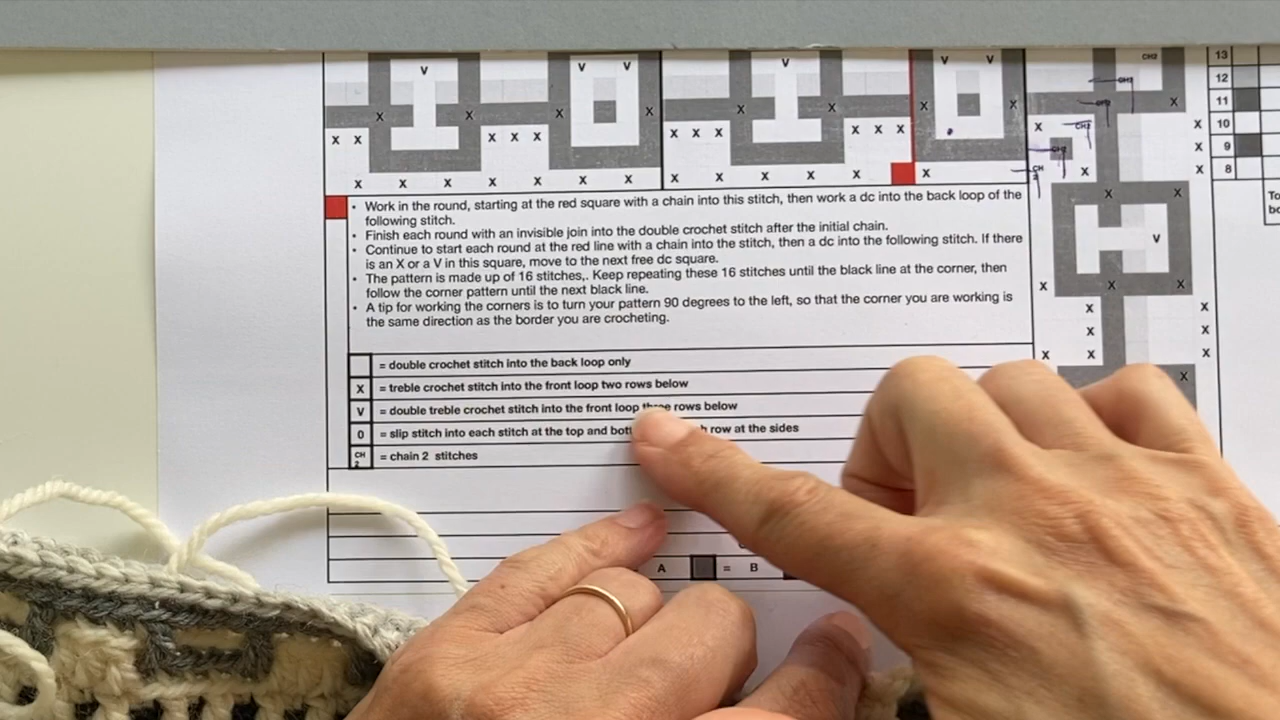 V V V V V V CH2 13
CH2 12
X X X X X X X X CH2 X 11
X X X X X X X X X X X CH2 X 10
CH2 X 9
X X X X X X X X X X X X X CH X X 8
• Work in the round, starting at the red square with a chain into this stitch, then work a dc into the back loop of the X X
following stitch.
• Finish each round with an invisible join into the double crochet stitch after the initial chain.
• Continue to start each round at the red line with a chain into the stitch, then a dc into the following stitch. If there V
is an X or a V in this square, move to the next free dc square.
• The pattern is made up of 16 stitches,. Keep repeating these 16 stitches until the black line at the corner, then
follow the corner pattern until the next black line. X X X
• A tip for working the corners is to turn your pattern 90 degrees to the left, so that the corner you are working is X X
the same direction as the border you are crocheting. X X
X X X
= double crochet stitch into the back loop only
X = treble crochet stitch into the front loop two rows below X
V = double treble crochet stitch into the front loop three rows below
0 = slip stitch into each stitch at the top and row at the sides
CH 2 = chain 2 stitches
A = B
To